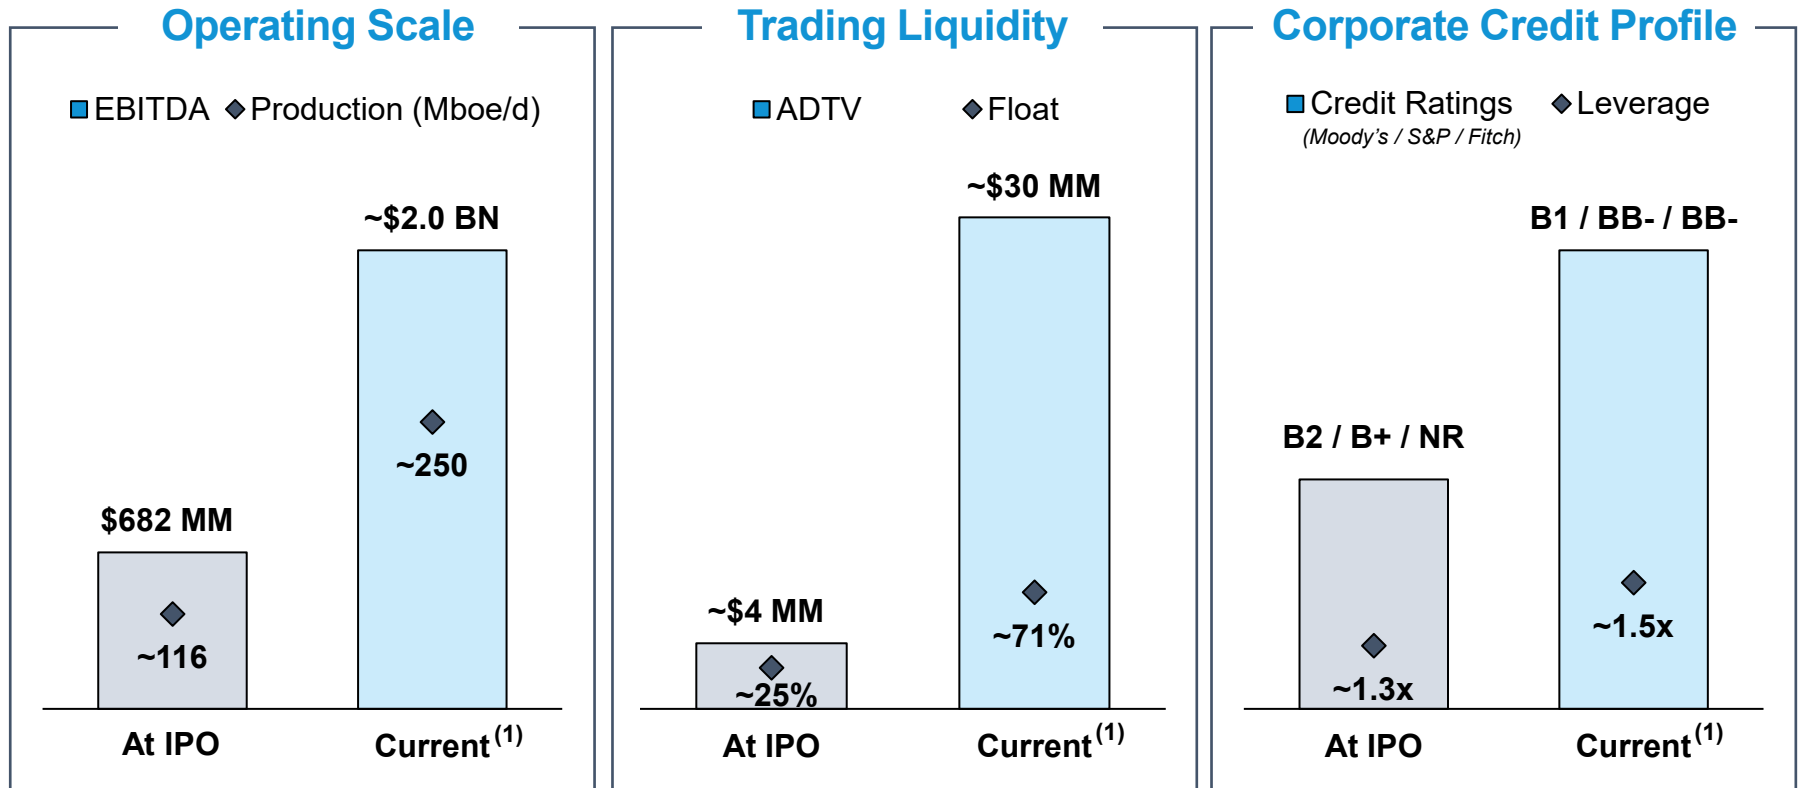 Operating Scale
EBITDA Production (Mboe/d)
~$2.0 BN
~250
$682 MM
~116
At IPO
Current(1)
Trading Liquidity
ADTV Float
~$30 MM
~$4 MM
~71%
~25%
At IPO
Current(1)
Corporate Credit Profile
Credit Ratings Leverage
(Moody's / S&P / Fitch)
B1 / BB- / BB-
B2 / B+ / NR
~1.5x
~1.3x
At IPO
Current(1)